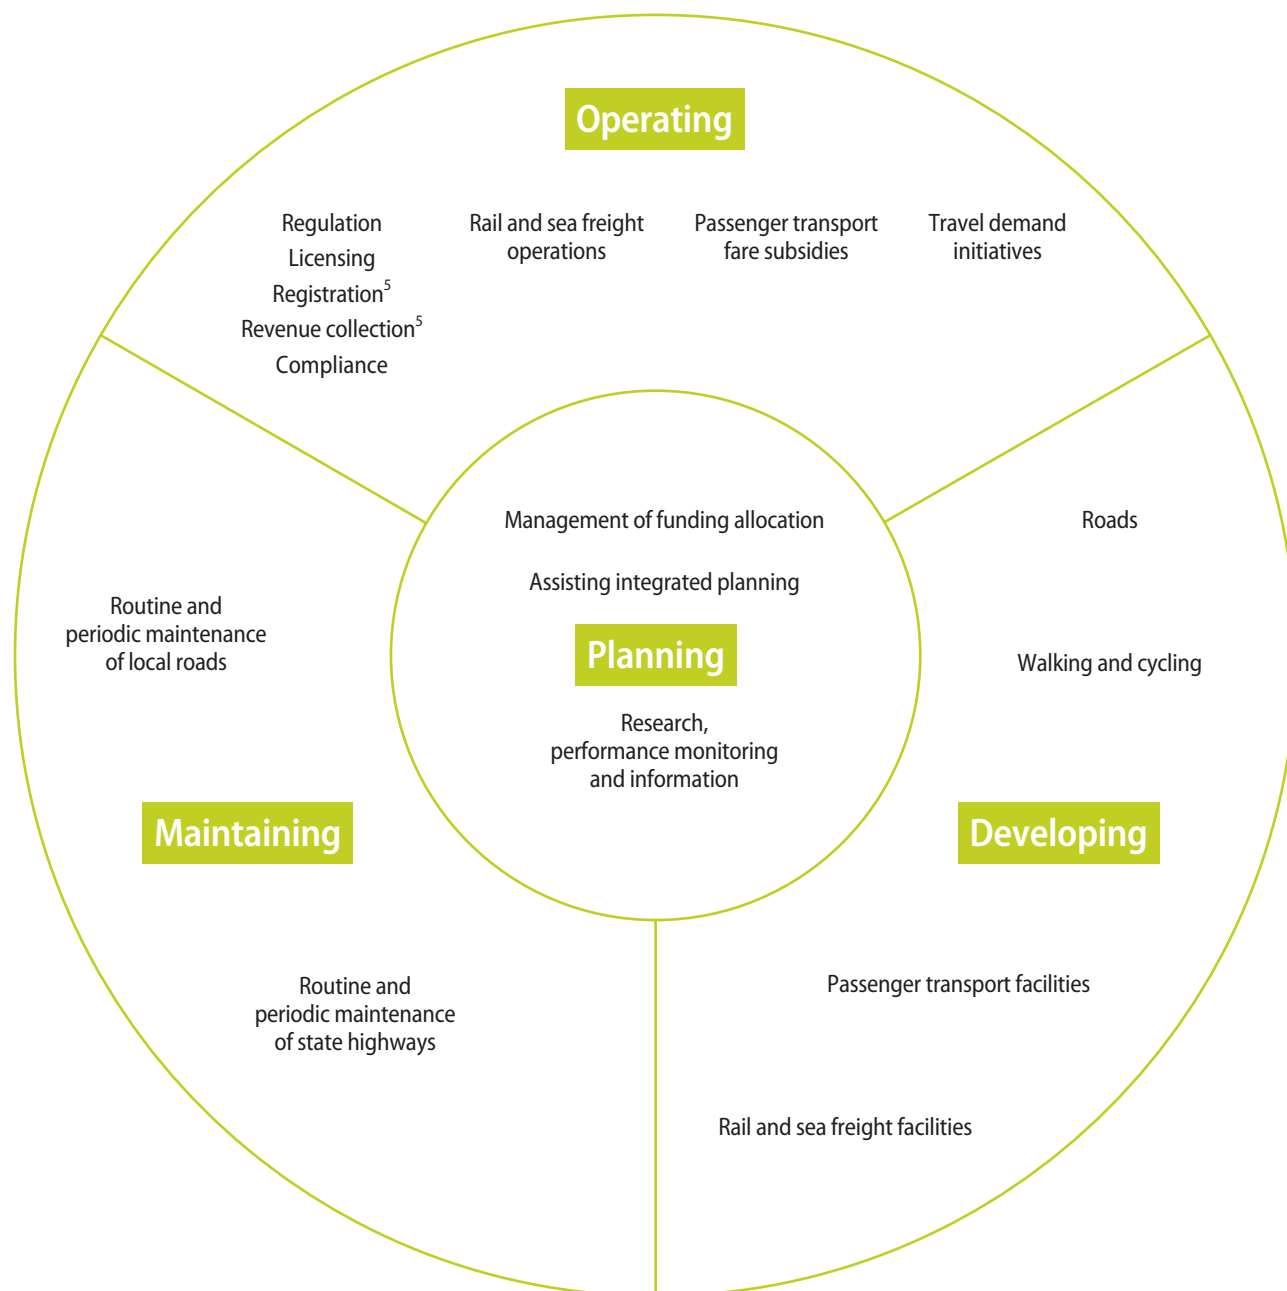 Operating
Regulation
Licensing
Registration⁵
Revenue collection⁵
Compliance
Rail and sea freight
operations
Passenger transport
fare subsidies
Travel demand
initiatives
Management of funding allocation
Assisting integrated planning
Planning
Research,
performance monitoring
and information
Routine and
periodic maintenance
of local roads
Maintaining
Routine and
periodic maintenance
of state highways
Roads
Walking and cycling
Developing
Passenger transport facilities
Rail and sea freight facilities